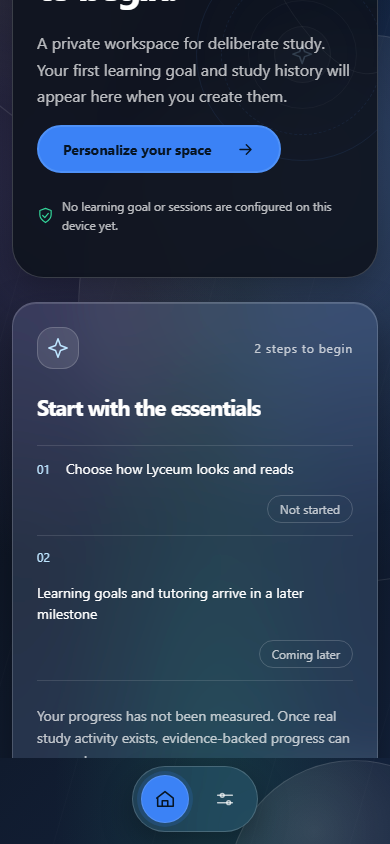 A private workspace for deliberate study.
Your first learning goal and study history will
appear here when you create them.
Personalize your space
No learning goal or sessions are configured on this
device yet.
2 steps to begin
Start with the essentials
01 Choose how Lyceum looks and reads
Not started
02
Learning goals and tutoring arrive in a later
milestone
Coming later
Your progress has not been measured. Once real
study activity exists, evidence-backed progress can